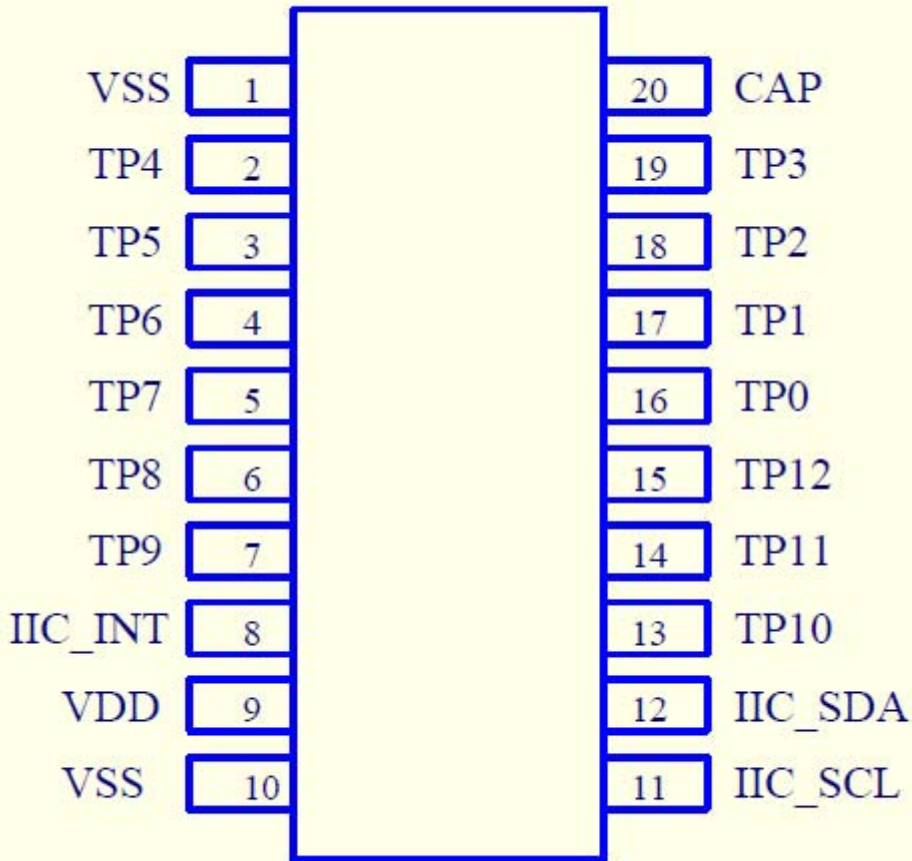 VSS 1 20 CAP
TP4 2 19 TP3
TP5 3 18 TP2
TP6 4 17 TP1
TP7 5 16 TP0
TP8 6 15 TP12
TP9 7 14 TP11
IIC_INT 8 13 TP10
VDD 9 12 IIC_SDA
VSS 10 11 IIC_SCL